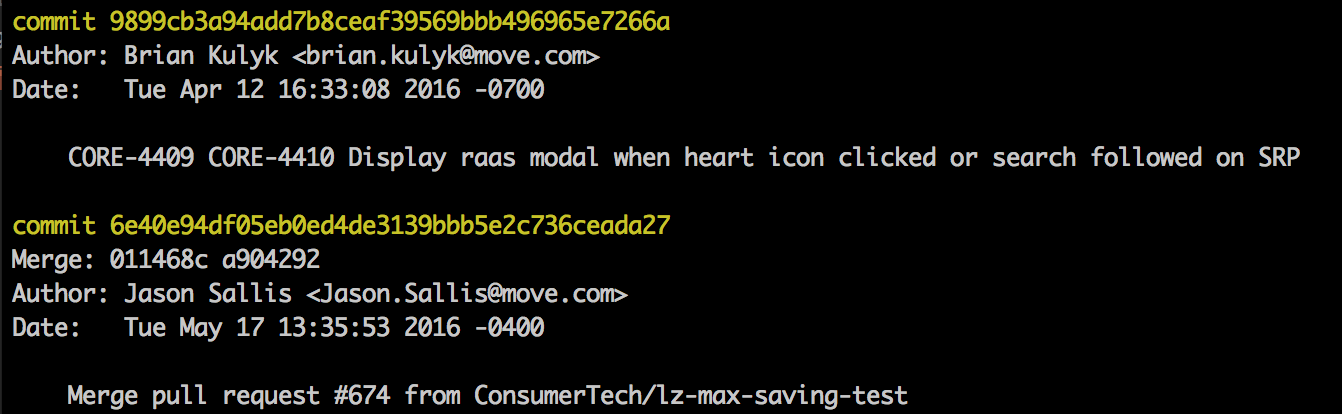 commit 9899cb3a94add7b8ceaf39569bbb496965e7266a
Author: Brian Kulyk <brian.kulyk@move.com>
Date:   Tue Apr 12 16:33:08 2016 -0700
CORE-4409 CORE-4410 Display raas modal when heart icon clicked or search followed on SRP
commit 6e40e94df05eb0ed4de3139bbb5e2c736ceada27
Merge: 011468c a904292
Author: Jason Sallis <Jason.Sallis@move.com>
Date:   Tue May 17 13:35:53 2016 -0400
Merge pull request #674 from ConsumerTech/lz-max-saving-test